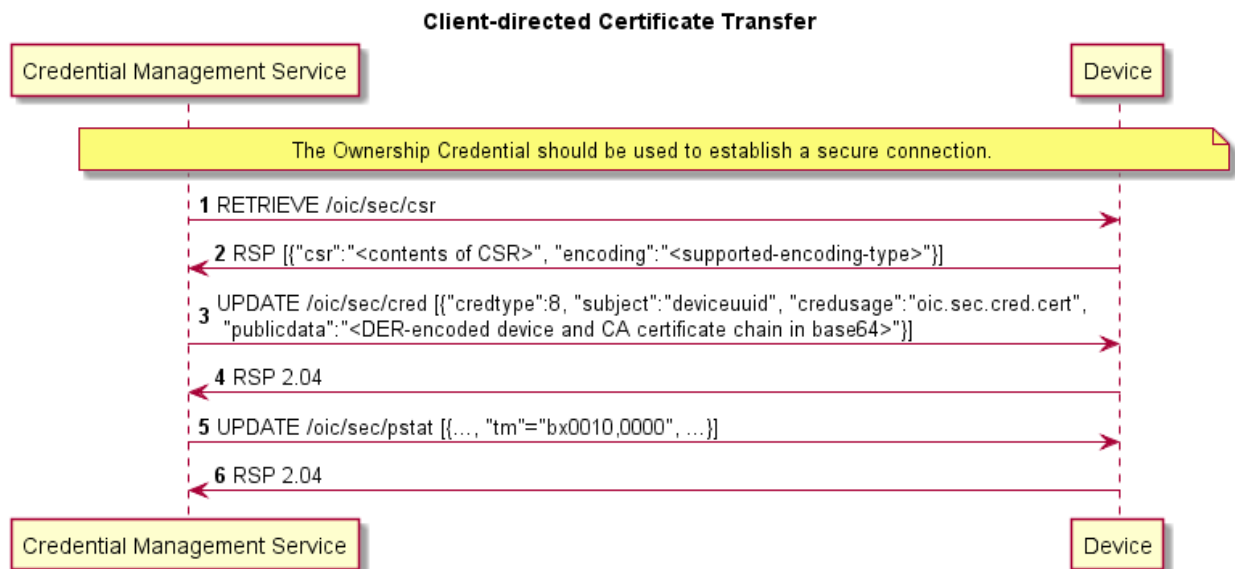 Client-directed Certificate Transfer
Credential Management Service
Device
The Ownership Credential should be used to establish a secure connection.
1 RETRIEVE /oic/sec/csr
2 RSP [{"csr":"<contents of CSR>", "encoding":"<supported-encoding-type>"}]
3 UPDATE /oic/sec/cred [{"credtype":8, "subject":"deviceuuid", "credusage":"oic.sec.cred.cert",
"publicdata":"<DER-encoded device and CA certificate chain in base64>"}]
4 RSP 2.04
5 UPDATE /oic/sec/pstat [{..., "tm"="bx0010,0000", ...}]
6 RSP 2.04
Credential Management Service
Device